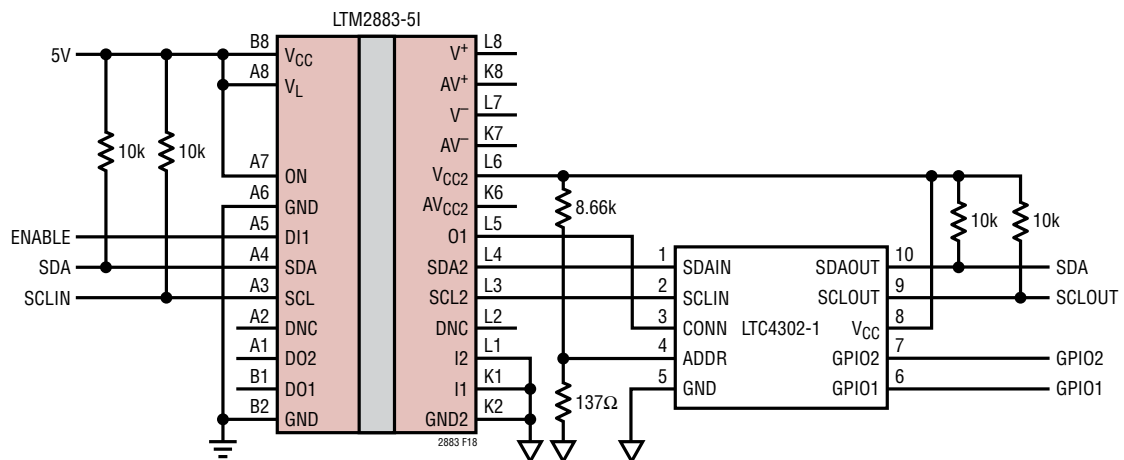 LTM2883-5I
5V
B8 VCC
A8 VL
10k 10k
A7 ON
A6 GND
ENABLE A5 DI1
SDA A4 SDA
SCLIN A3 SCL
A2 DNC
A1 DO2
B1 DO1
B2 GND
V+ L8
AV+ K8
V– L7
AV– K7
VCC2 L6
AVCC2 K6
O1 L5
SDA2 L4
SCL2 L3
DNC L2
I2 L1
I1 K1
GND2 K2
2883 F18
8.66k
137Ω
10k 10k
1 SDAIN
2 SCLIN
3 CONN
4 ADDR
5 GND
LTC4302-1
SDAOUT 10 SDA
SCLOUT 9 SCLOUT
VCC 8
GPIO2 7 GPIO2
GPIO1 6 GPIO1